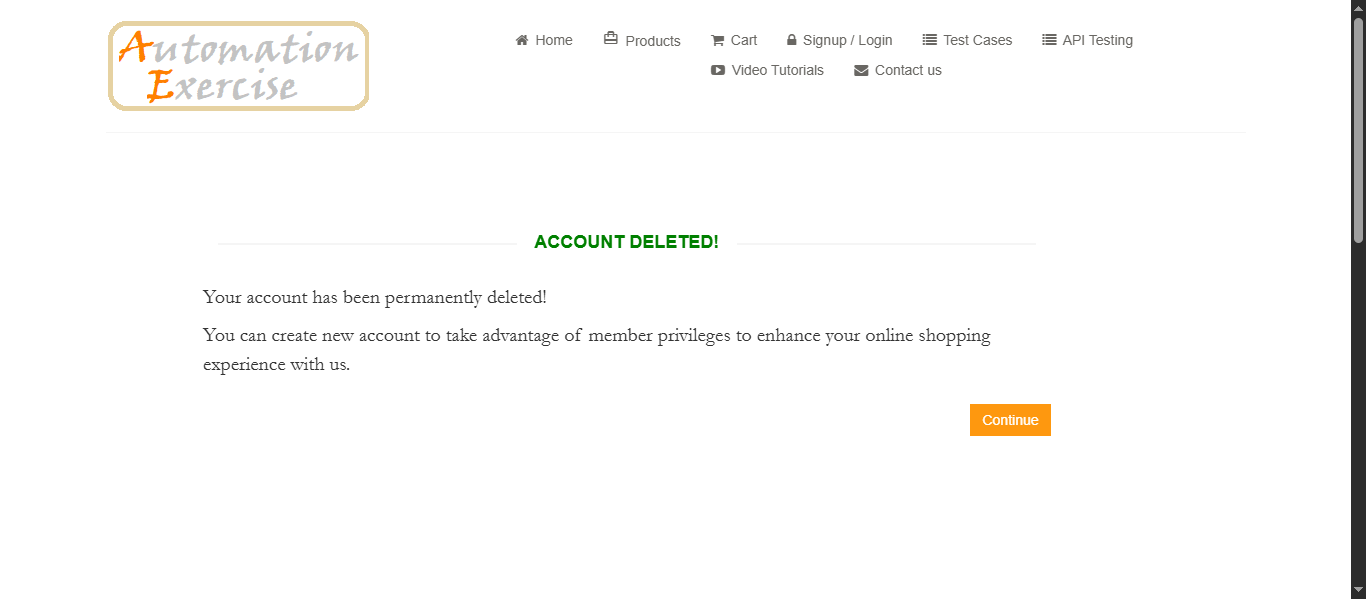 Automation
Exercise
Home
Products
Cart
Signup / Login
Test Cases
API Testing
Video Tutorials
Contact us
ACCOUNT DELETED!
Your account has been permanently deleted!
You can create new account to take advantage of member privileges to enhance your online shopping
experience with us.
Continue